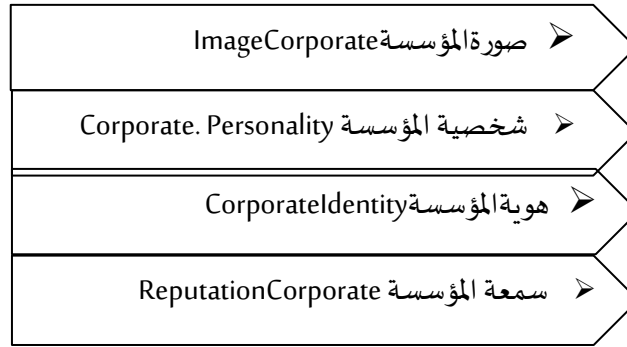 صورةالمؤسسةImageCorporate
شخصية المؤسسة Corporate. Personality
هويةالمؤسسةCorporateIdentity
سمعة المؤسسة ReputationCorporate